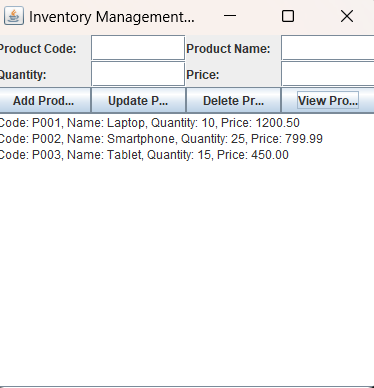 Inventory Management...
Product Code: Product Name:
Quantity: Price:
Add Prod... Update P... Delete Pr... View Pro...
Code: P001, Name: Laptop, Quantity: 10, Price: 1200.50
Code: P002, Name: Smartphone, Quantity: 25, Price: 799.99
Code: P003, Name: Tablet, Quantity: 15, Price: 450.00